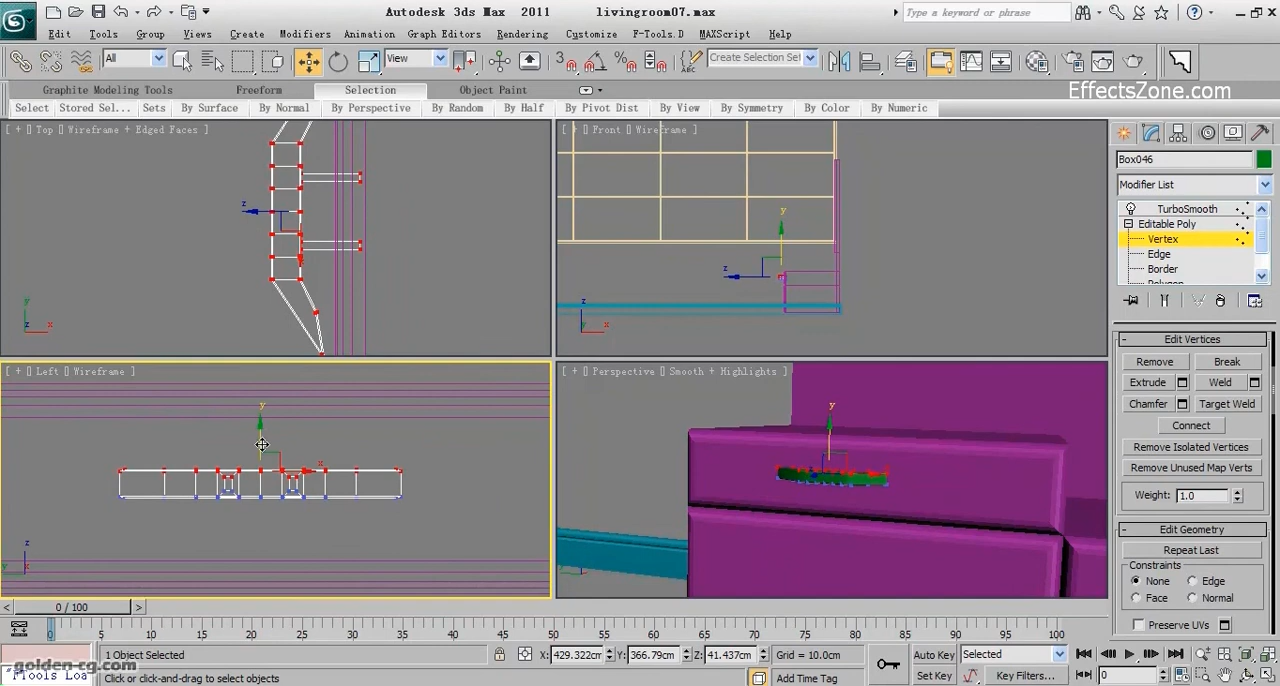 Autodesk 3ds Max 2011 livingroom07.max
Type a keyword or phrase
Edit Tools Group Views Create Modifiers Animation Graph Editors Rendering Customize F-Tools.D MAXScript Help
All View Create Selection Se
Graphite Modeling Tools Freeform Selection Object Paint
EffectsZone.com
Select Stored Sel... Sets By Surface By Normal By Perspective By Random By Half By Pivot Dist By View By Symmetry By Color By Numeric
[ + ] Top [] Wireframe + Edged Faces ]
[ + ] Front [] Wireframe ]
Box046
Modifier List
TurboSmooth
Editable Poly
Vertex
Edge
Border
Polygon
Edit Vertices
Remove Break
Extrude Weld
Chamfer Target Weld
Connect
Remove Isolated Vertices
Remove Unused Map Verts
Weight: 1.0
Edit Geometry
Repeat Last
Constraints
None Edge
Face Normal
Preserve UVs
[ + ] Left [] Wireframe ]
[ + ] Perspective [] Smooth + Highlights ]
< 0 / 100 >
0 5 10 15 20 25 30 35 40 45 50 55 60 65 70 75 80 85 90 95 100
1 Object Selected X: 429.322cm Y: 366.79cm Z: 41.437cm Grid = 10.0cm Auto Key Selected
golden-cg.com
"FTools Loa Click or click-and-drag to select objects Add Time Tag Set Key Key Filters... 0